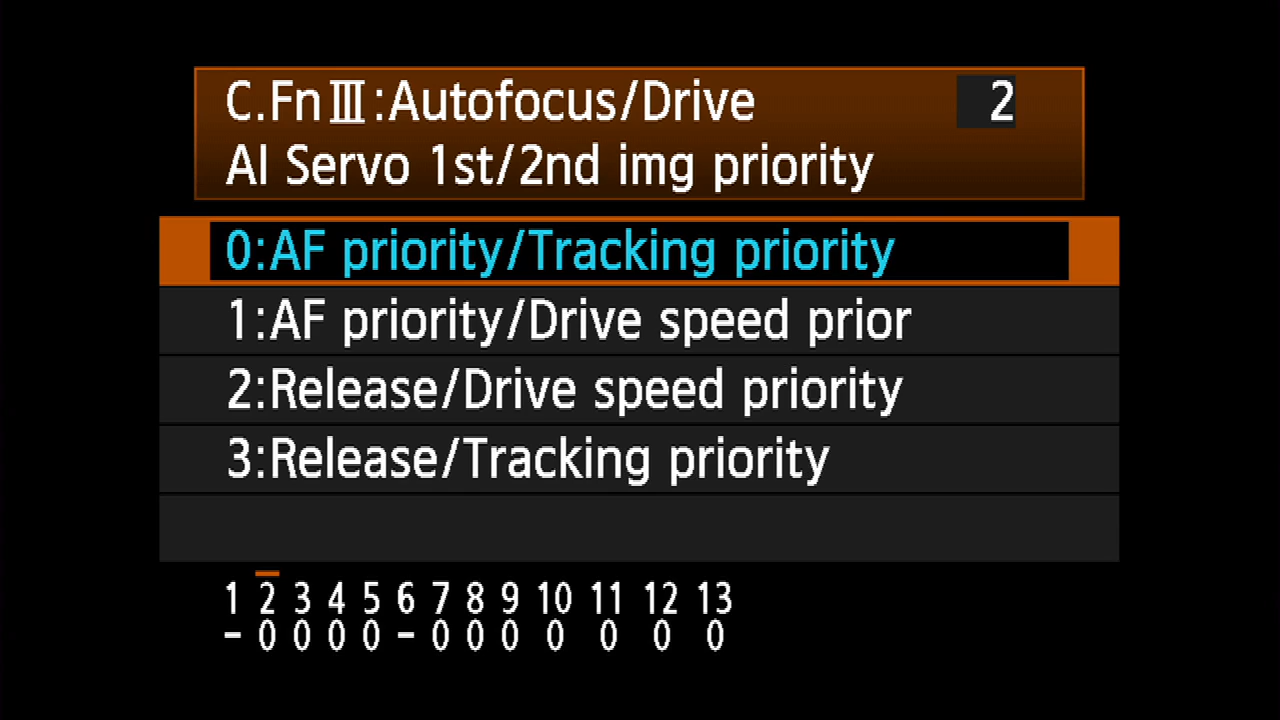 C.FnⅢ:Autofocus/Drive 2
AI Servo 1st/2nd img priority
0:AF priority/Tracking priority
1:AF priority/Drive speed prior
2:Release/Drive speed priority
3:Release/Tracking priority
1 2 3 4 5 6 7 8 9 10 11 12 13
- 0 0 0 0 - 0 0 0 0 0 0 0